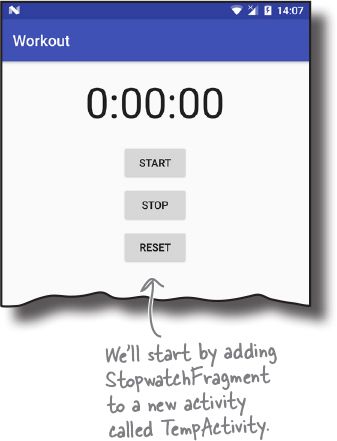 14:07
Workout
0:00:00
START
STOP
RESET
We'll start by adding
StopwatchFragment
to a new activity
called TempActivity.